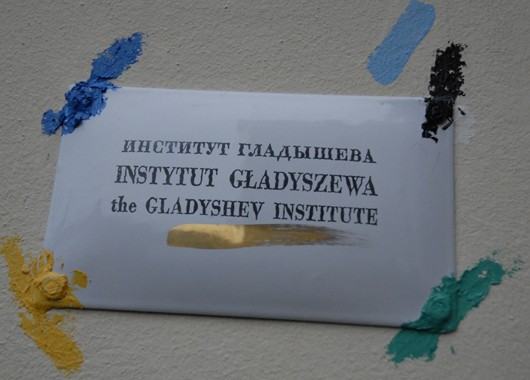 ИНСТИТУТ ГЛАДЫШЕВА
INSTYTUT GŁADYSZEWA
the GLADYSHEV INSTITUTE